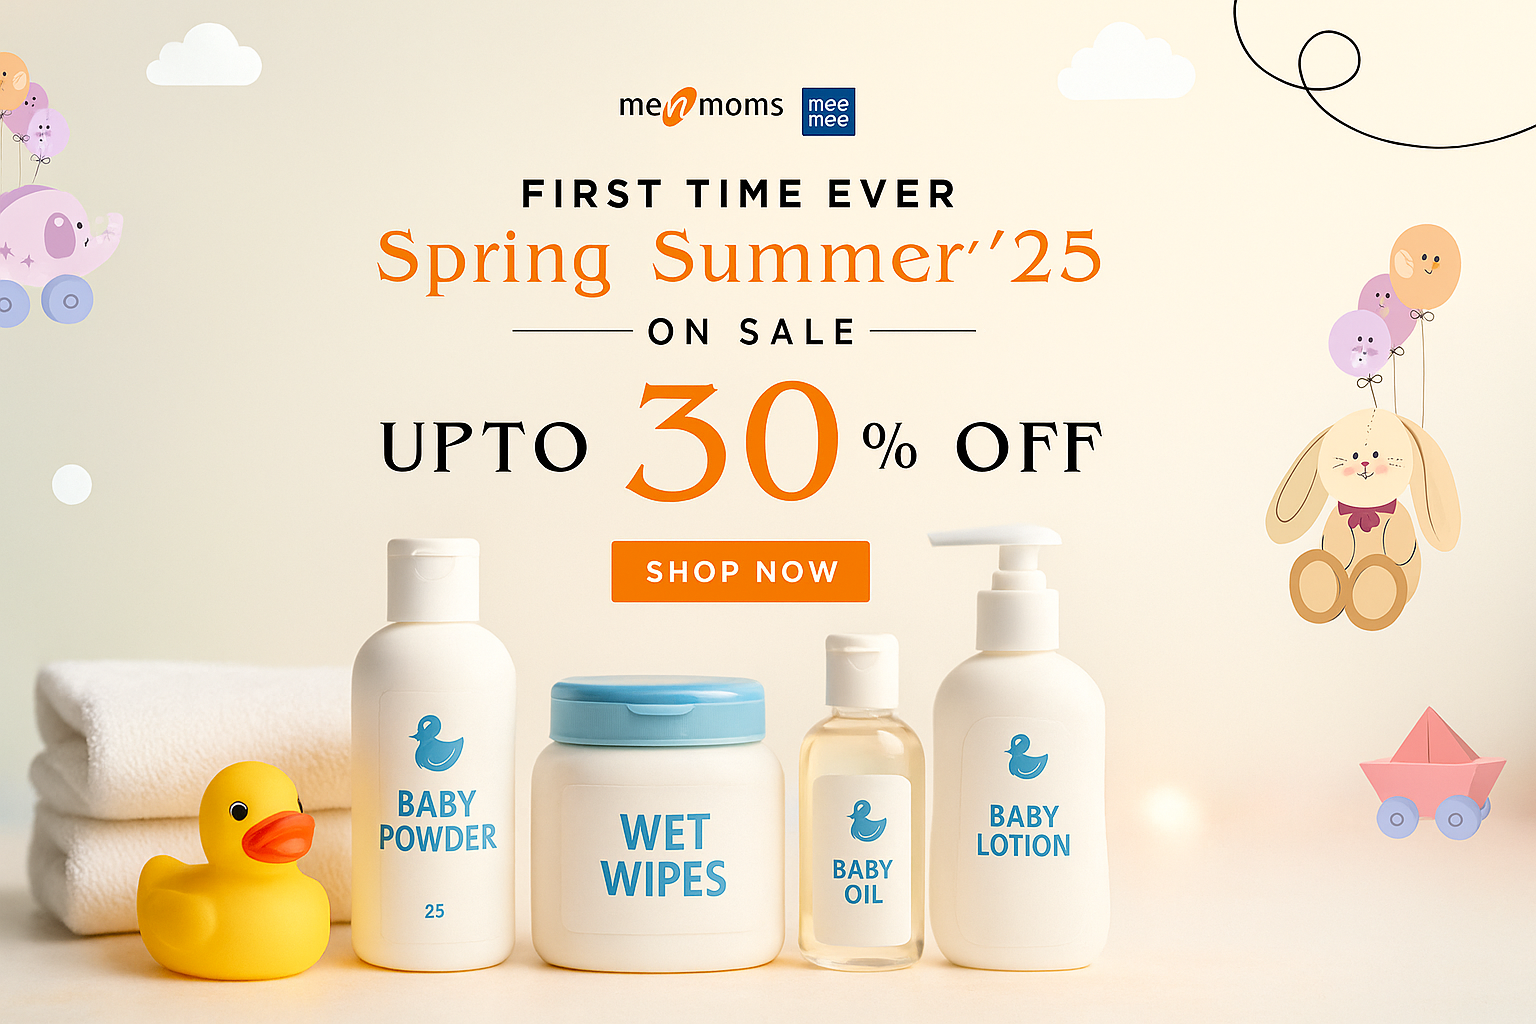 me n moms
mee
mee
FIRST TIME EVER
Spring Summer′′'25
ON SALE
UPTO 30% OFF
SHOP NOW
BABY
POWDER
25
WET
WIPES
BABY
OIL
BABY
LOTION